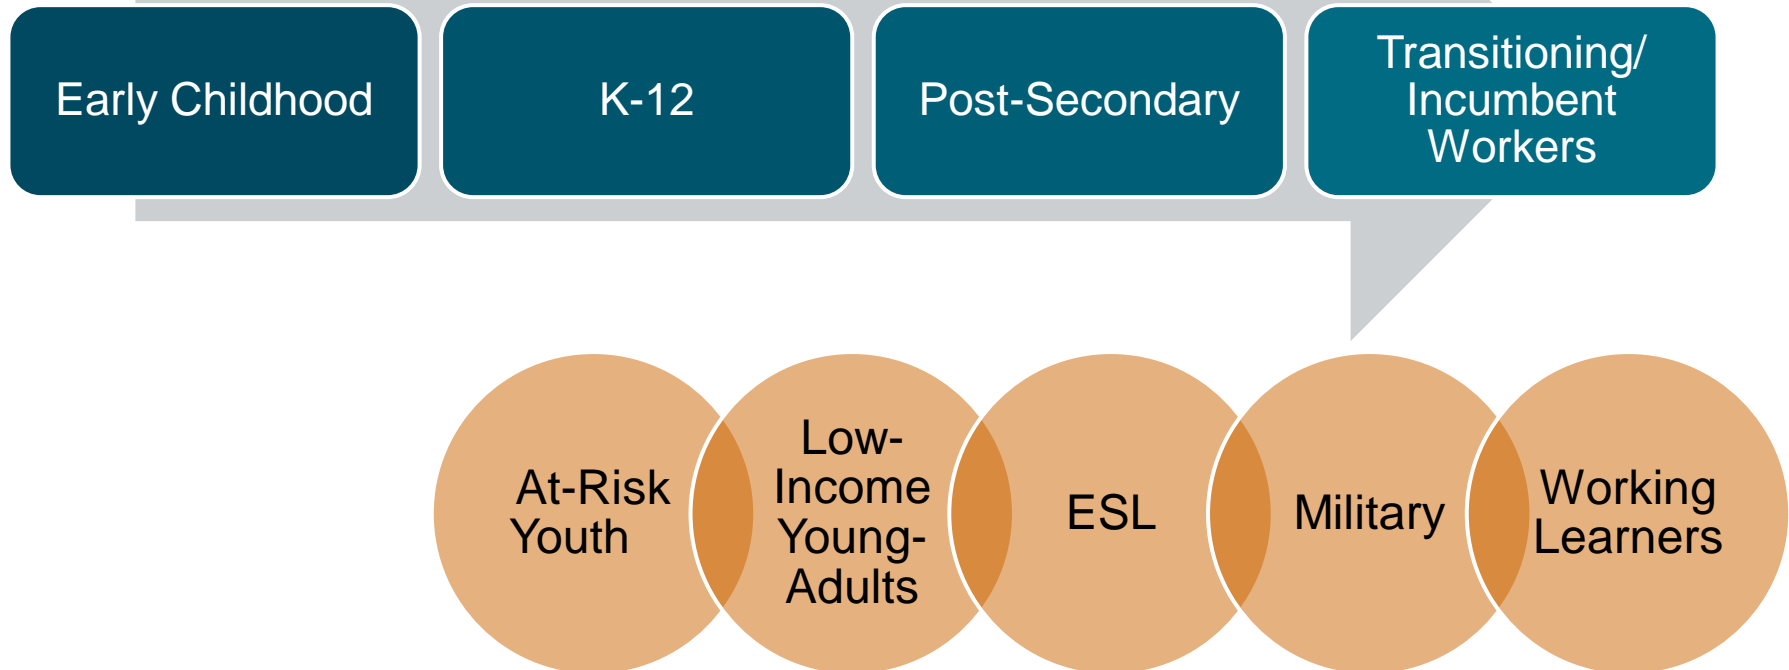 Early Childhood
K-12
Post-Secondary
Transitioning/
Incumbent
Workers
At-Risk
Youth
Low-
Income
Young-
Adults
ESL
Military
Working
Learners